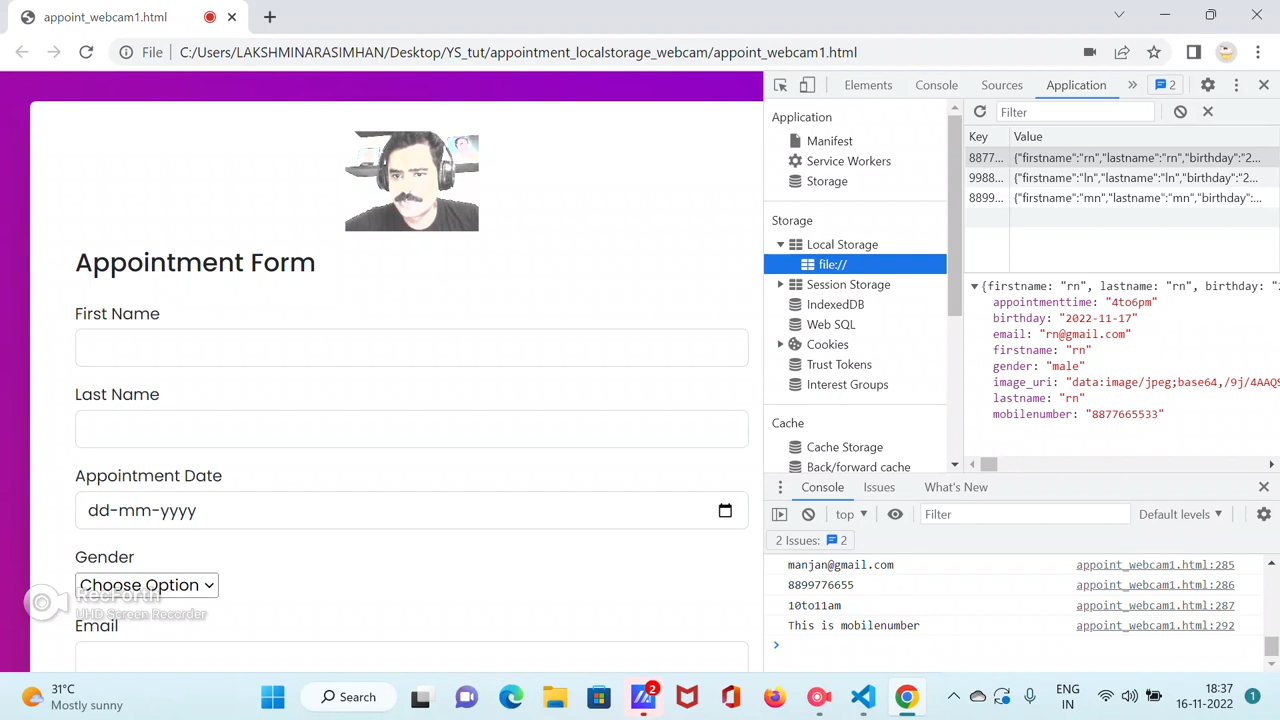 appoint_webcam1.html
File C:/Users/LAKSHMINARASIMHAN/Desktop/YS_tut/appointment_localstorage_webcam/appoint_webcam1.html
Elements Console Sources Application 2
Application
Manifest
Service Workers
Storage
Storage
Local Storage
file://
Session Storage
IndexedDB
Web SQL
Cookies
Trust Tokens
Interest Groups
Cache
Cache Storage
Back/forward cache
Filter
Key Value
8877... {"firstname":"rn","lastname":"rn","birthday":"2...
9988... {"firstname":"ln","lastname":"ln","birthday":"2...
8899... {"firstname":"mn","lastname":"mn","birthday":...
{firstname: "rn", lastname: "rn", birthday: "
appointmenttime: "4to6pm"
birthday: "2022-11-17"
email: "rn@gmail.com"
firstname: "rn"
gender: "male"
image_uri: "data:image/jpeg;base64,/9j/4AAQS
lastname: "rn"
mobilenumber: "8877665533"
Appointment Form
First Name
Last Name
Appointment Date
dd-mm-yyyy
Gender
Choose Option
RecForth
UHD Screen Recorder
Email
Console Issues What's New
top Filter Default levels
2 Issues: 2
manjan@gmail.com appoint_webcam1.html:285
8899776655 appoint_webcam1.html:286
10to11am appoint_webcam1.html:287
This is mobilenumber appoint_webcam1.html:292
31°C
Mostly sunny
Search
2
ENG
IN
18:37
16-11-2022
1